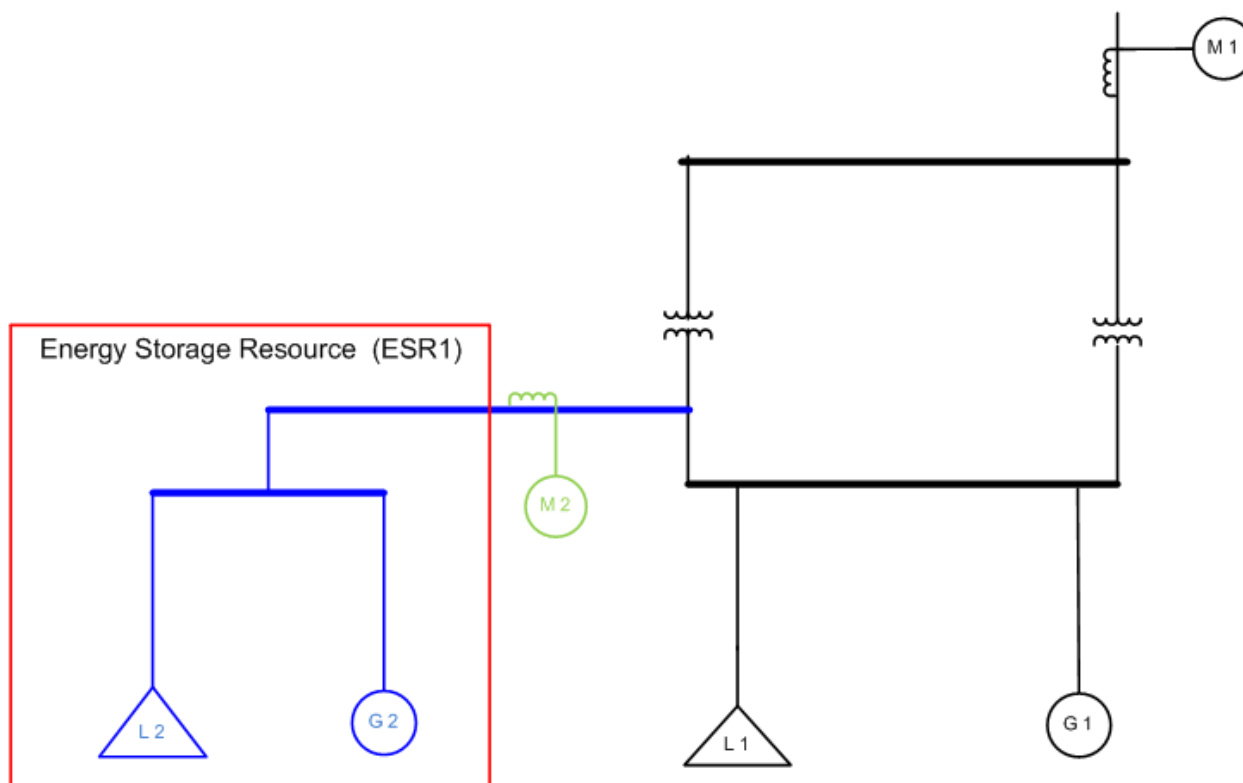 M 1
Energy Storage Resource (ESR1)
M 2
L 2
G 2
L 1
G 1